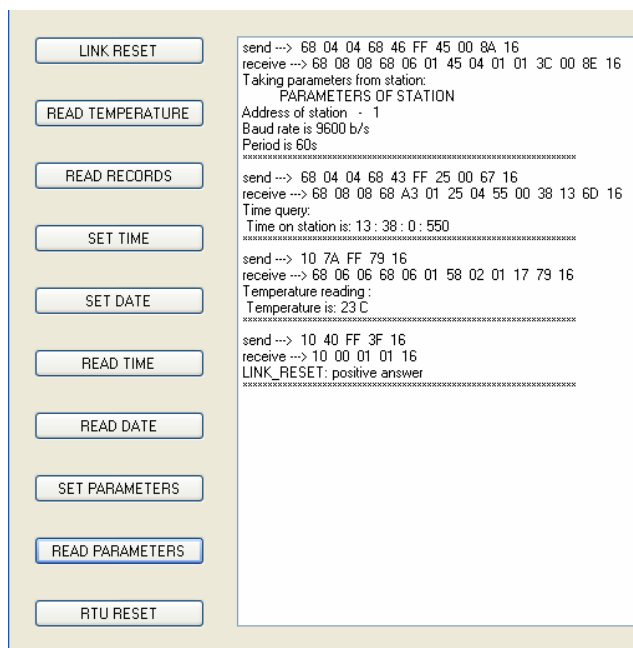 LINK RESET
READ TEMPERATURE
READ RECORDS
SET TIME
SET DATE
READ TIME
READ DATE
SET PARAMETERS
READ PARAMETERS
RTU RESET
send ---> 68 04 04 68 46 FF 45 00 8A 16
receive ---> 68 08 08 68 06 01 45 04 01 01 3C 00 8E 16
Taking parameters from station:
PARAMETERS OF STATION
Address of station - 1
Baud rate is 9600 b/s
Period is 60s
send ---> 68 04 04 68 43 FF 25 00 67 16
receive ---> 68 08 08 68 A3 01 25 04 55 00 38 13 6D 16
Time query:
Time on station is: 13 : 38 : 0 : 550
send ---> 10 7A FF 79 16
receive ---> 68 06 06 68 06 01 58 02 01 17 79 16
Temperature reading :
Temperature is: 23 C
send ---> 10 40 FF 3F 16
receive ---> 10 00 01 01 16
LINK_RESET: positive answer